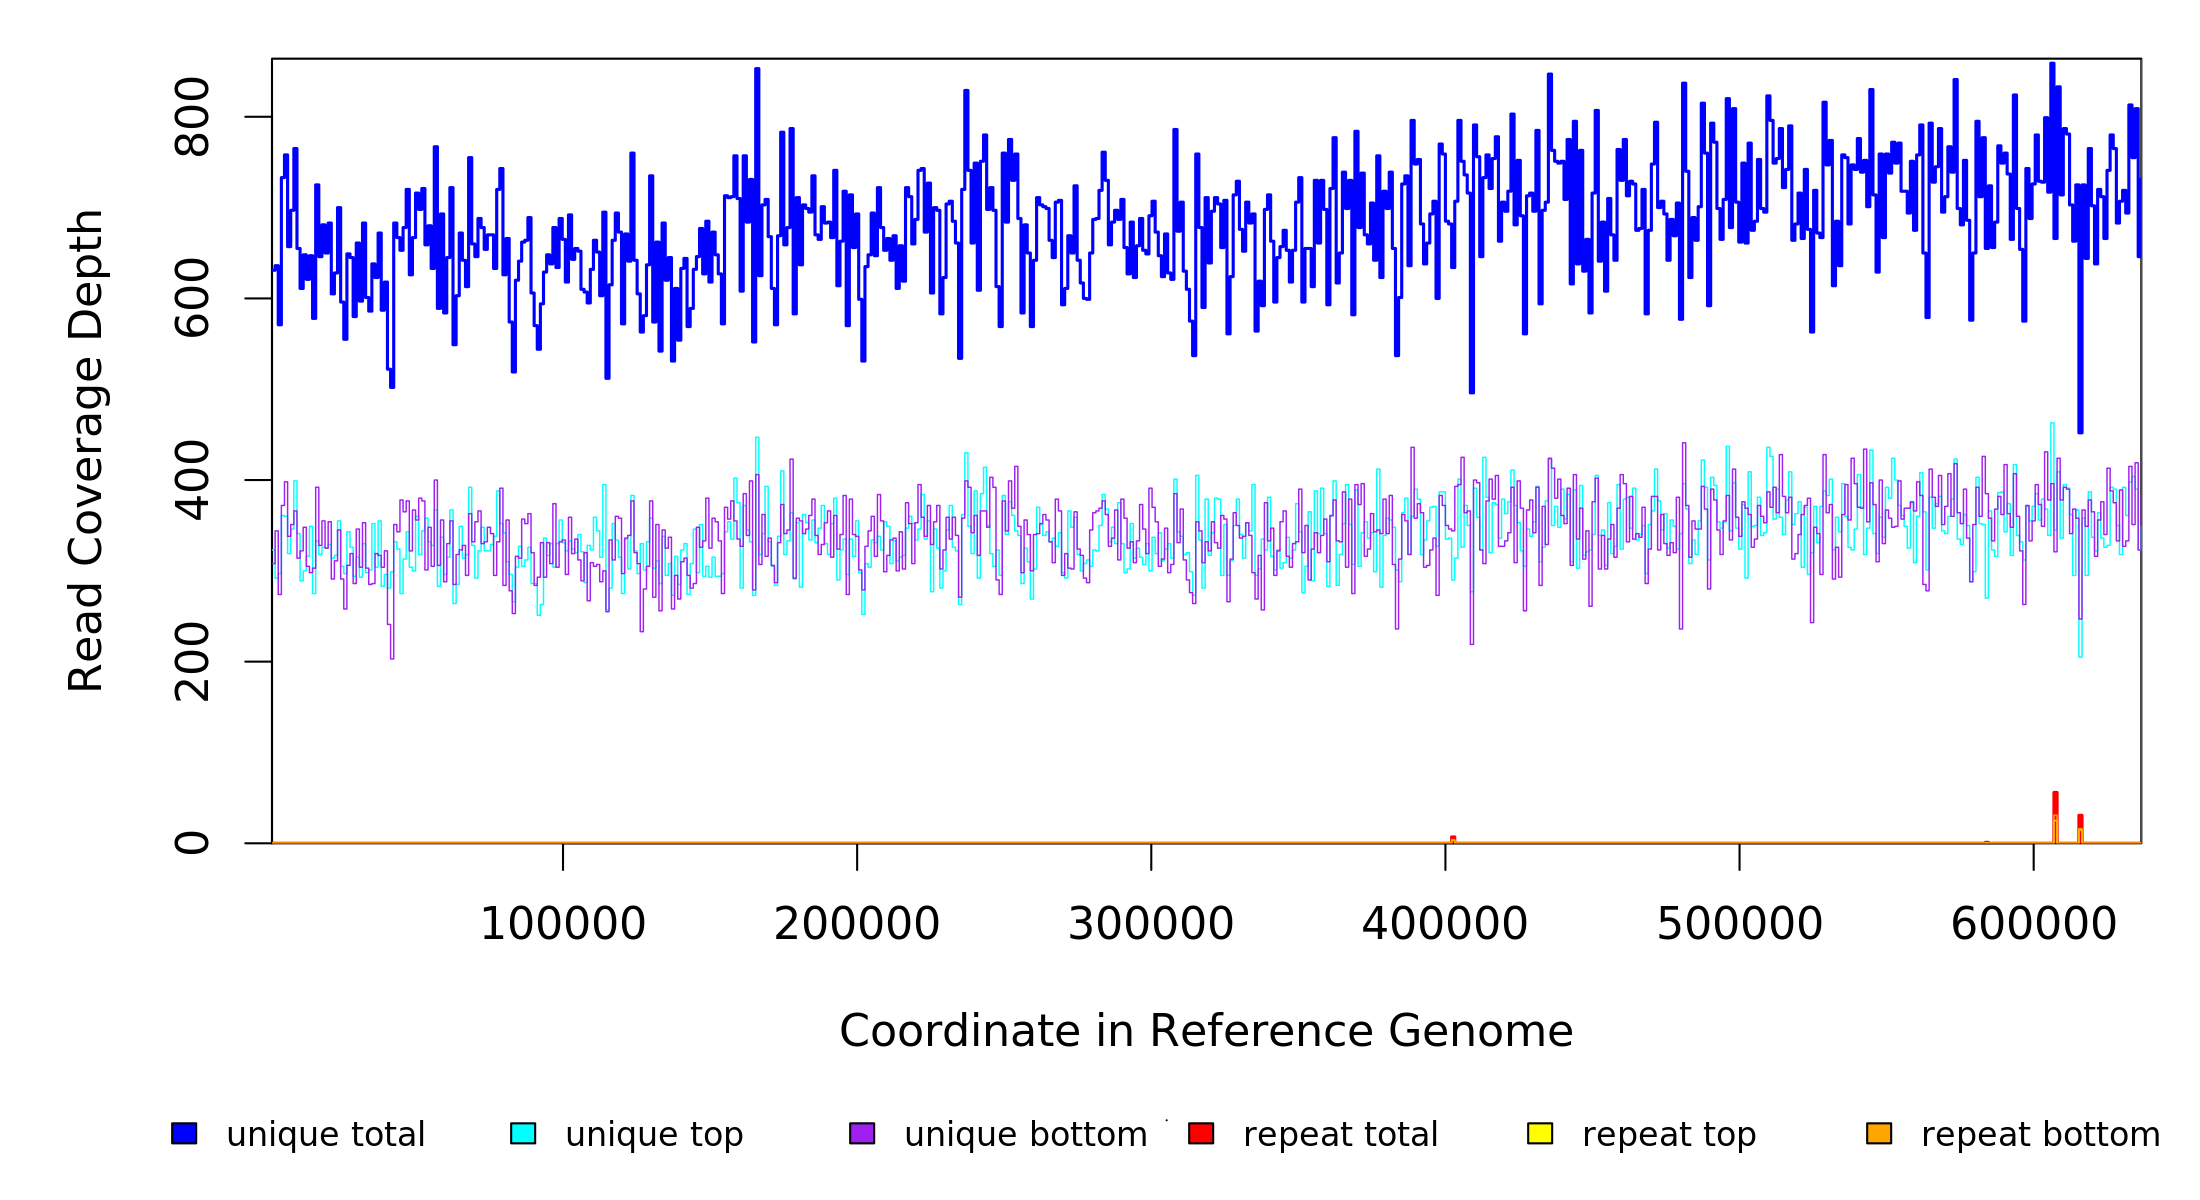 Read Coverage Depth
800
600
400
200
0
100000 200000 300000 400000 500000 600000
Coordinate in Reference Genome
unique total unique top unique bottom repeat total repeat top repeat bottom